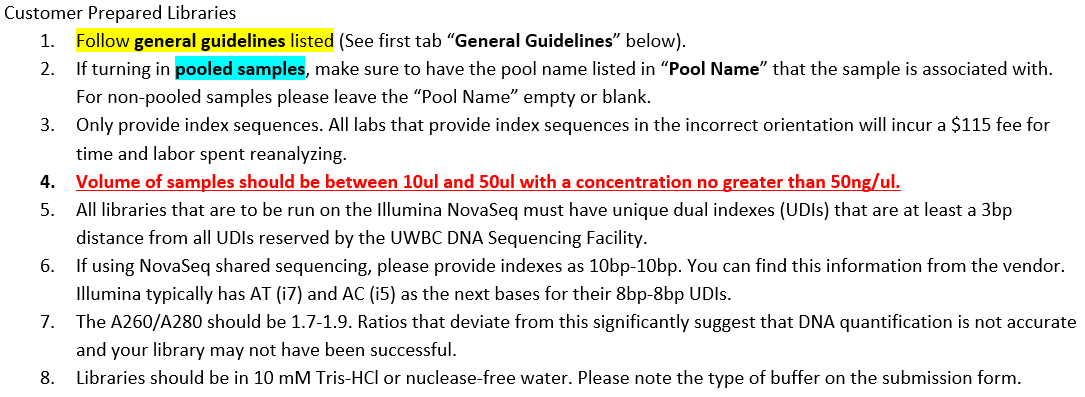 Customer Prepared Libraries
1. Follow general guidelines listed (See first tab “General Guidelines” below).
2. If turning in pooled samples, make sure to have the pool name listed in “Pool Name” that the sample is associated with.
For non-pooled samples please leave the “Pool Name” empty or blank.
3. Only provide index sequences. All labs that provide index sequences in the incorrect orientation will incur a $115 fee for
time and labor spent reanalyzing.
4. Volume of samples should be between 10ul and 50ul with a concentration no greater than 50ng/ul.
5. All libraries that are to be run on the Illumina NovaSeq must have unique dual indexes (UDIs) that are at least a 3bp
distance from all UDIs reserved by the UWBC DNA Sequencing Facility.
6. If using NovaSeq shared sequencing, please provide indexes as 10bp-10bp. You can find this information from the vendor.
Illumina typically has AT (i7) and AC (i5) as the next bases for their 8bp-8bp UDIs.
7. The A260/A280 should be 1.7-1.9. Ratios that deviate from this significantly suggest that DNA quantification is not accurate
and your library may not have been successful.
8. Libraries should be in 10 mM Tris-HCl or nuclease-free water. Please note the type of buffer on the submission form.